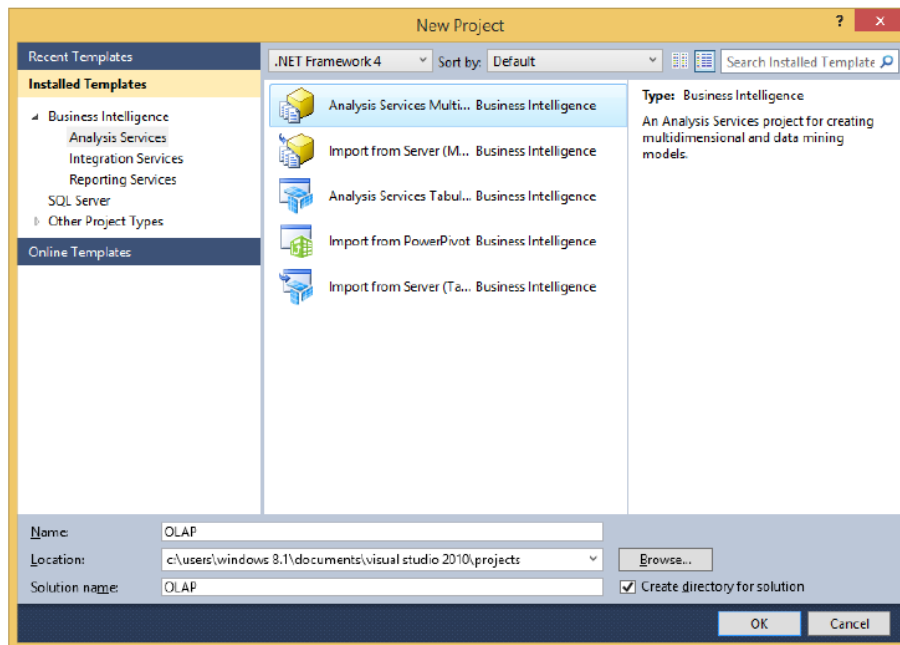 New Project
?
x
Recent Templates
Installed Templates
Business Intelligence
Analysis Services
Integration Services
Reporting Services
SQL Server
Other Project Types
Online Templates
.NET Framework 4 Sort by: Default
Search Installed Template
Analysis Services Multi... Business Intelligence
Import from Server (M... Business Intelligence
Analysis Services Tabul... Business Intelligence
Import from PowerPivot Business Intelligence
Import from Server (Ta... Business Intelligence
Type: Business Intelligence
An Analysis Services project for creating
multidimensional and data mining
models.
Name: OLAP
Location: c:\users\windows 8.1\documents\visual studio 2010\projects Browse...
Solution name: OLAP Create directory for solution
OK Cancel